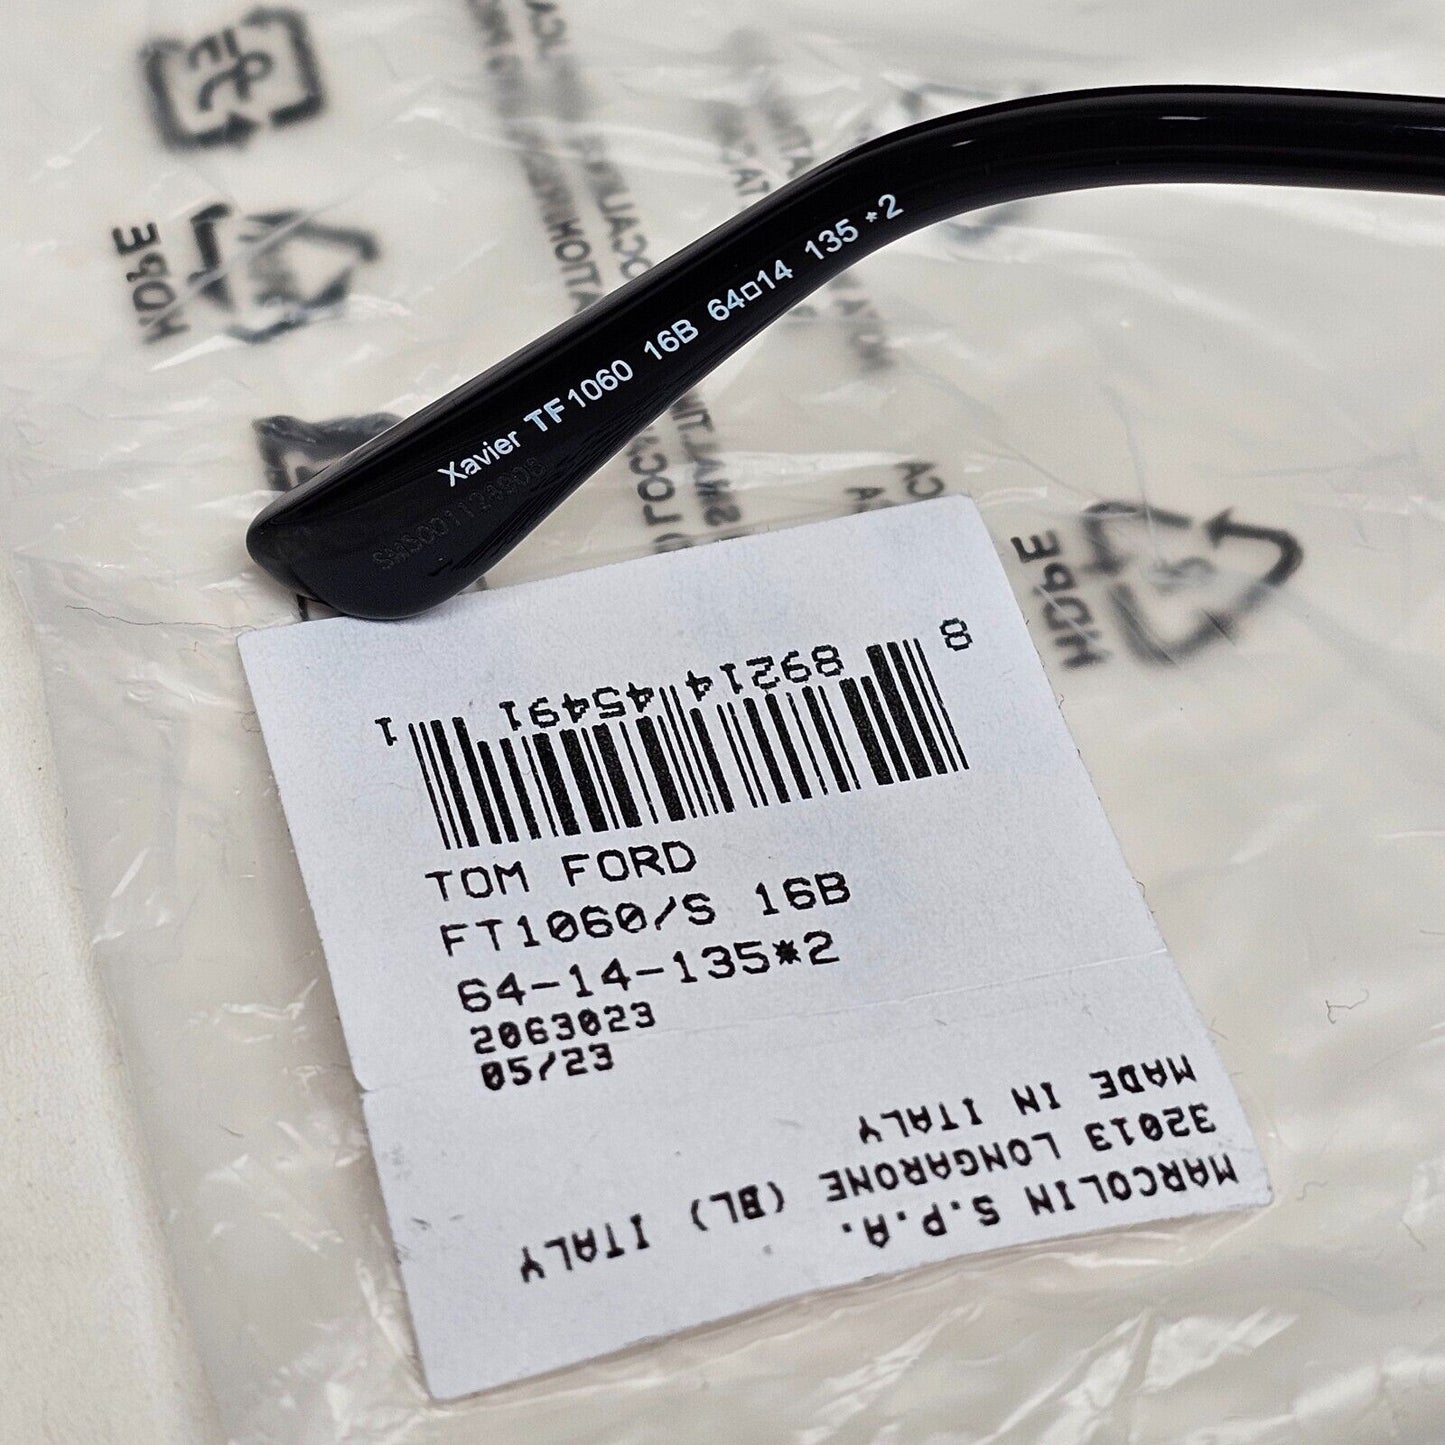 Xavier TF1060 16B 64□14 135 *2
8 89214 45491 1
TOM FORD
FT1060/S 16B
64-14-135*2
2063023
05/23
MARCOLIN S.P.A.
32013 LONGARONE (BL) ITALY
MADE IN ITALY
HDPE
HDPE